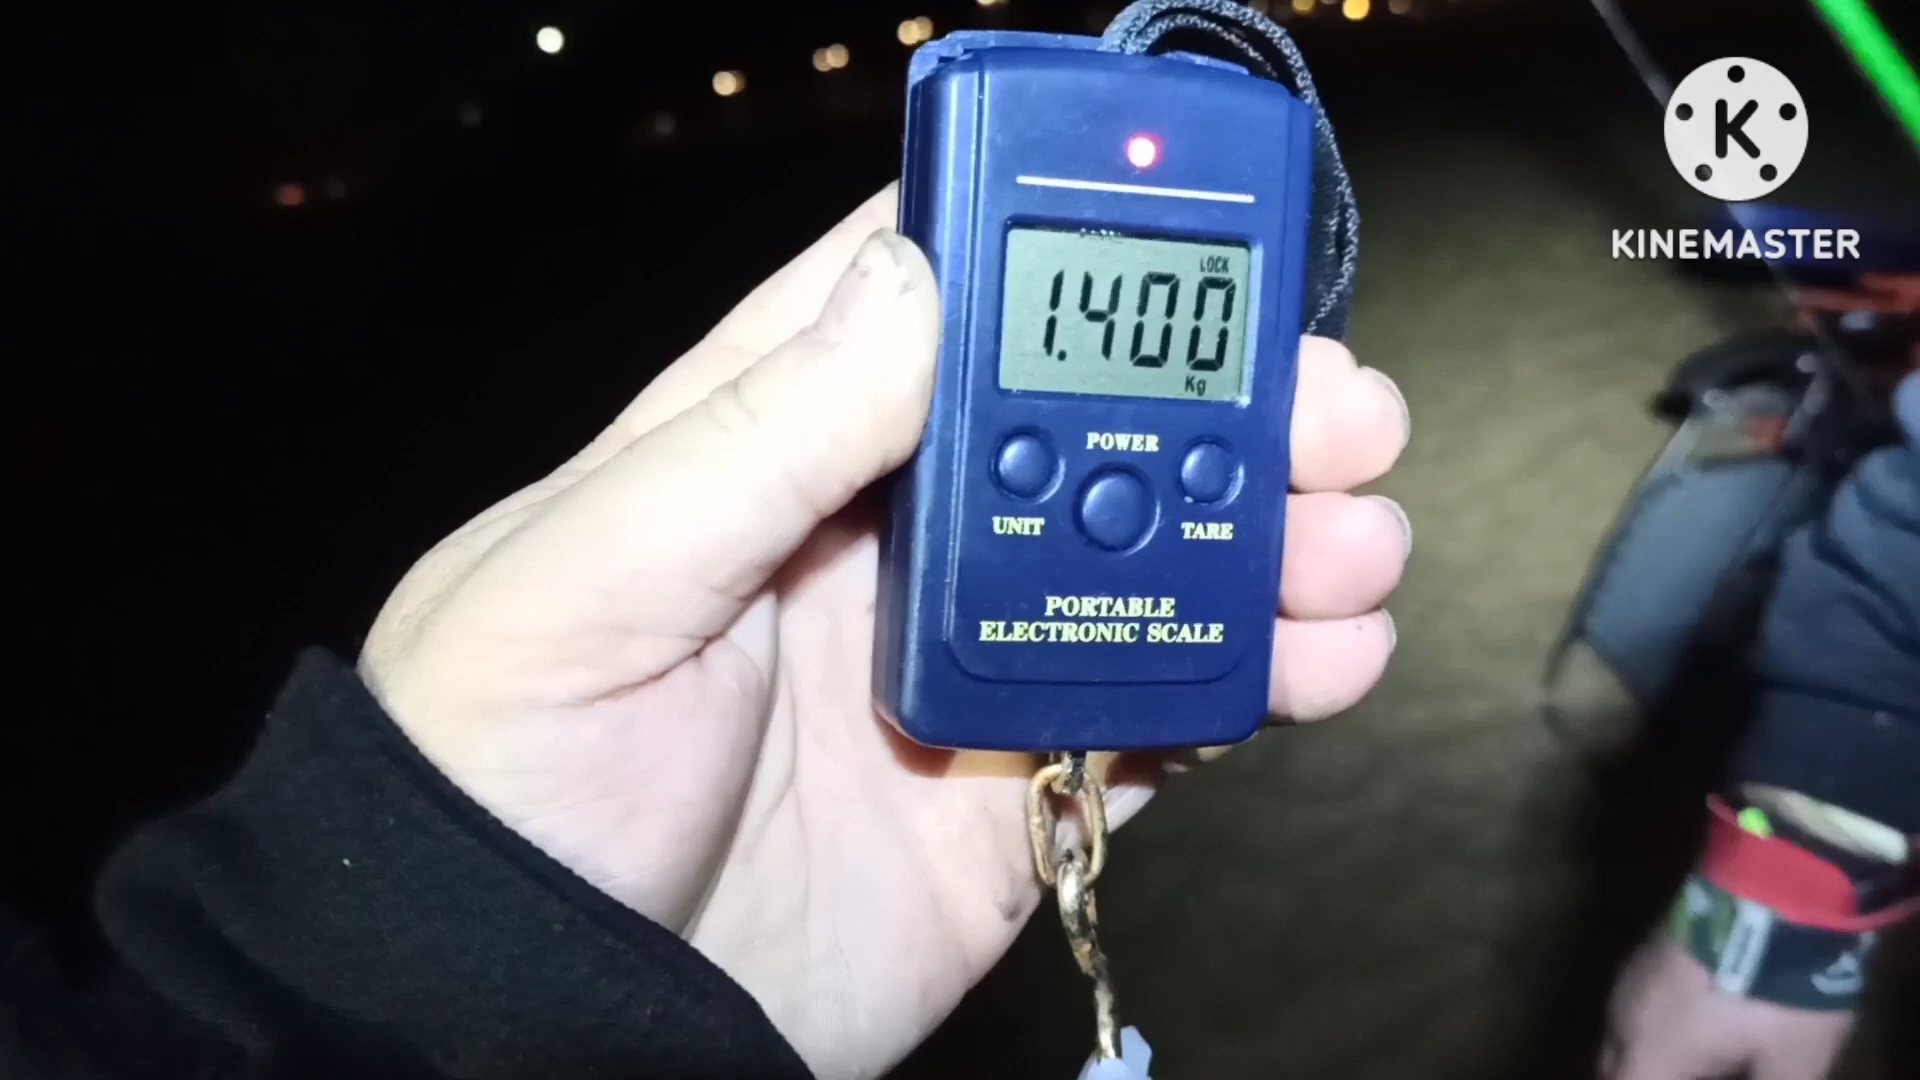 K
KINEMASTER
LOCK
1.400
Kg
POWER
UNIT
TARE
PORTABLE
ELECTRONIC SCALE